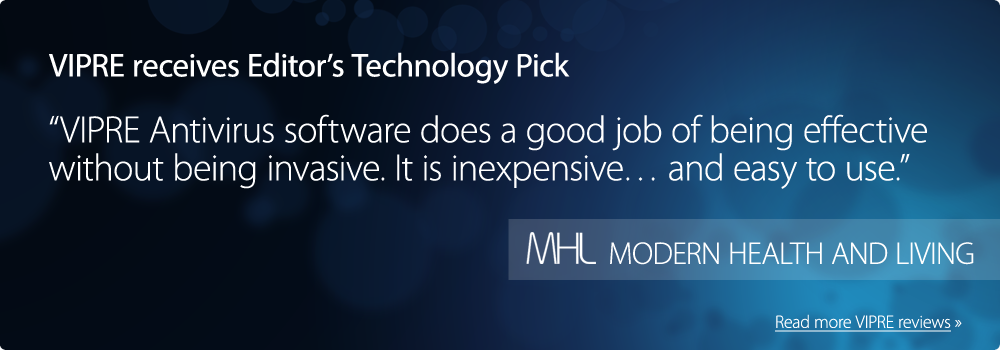 VIPRE receives Editor’s Technology Pick
“VIPRE Antivirus software does a good job of being effective
without being invasive. It is inexpensive… and easy to use.”
MHL MODERN HEALTH AND LIVING
Read more VIPRE reviews »